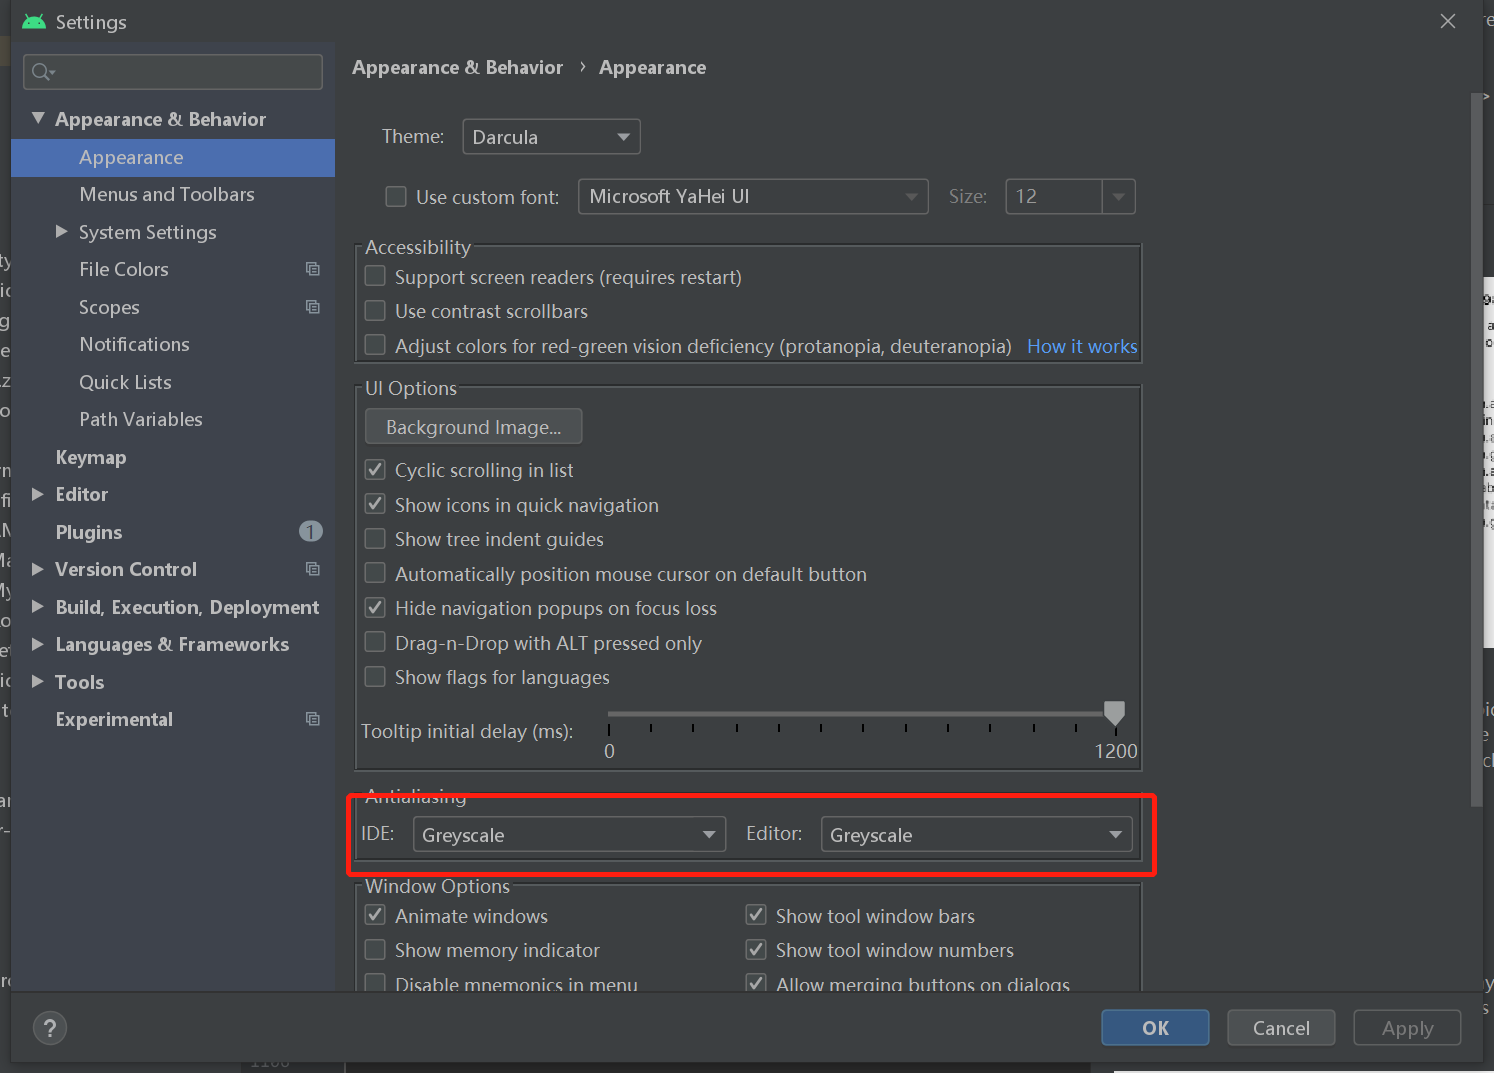 Settings
Appearance & Behavior
Appearance
Menus and Toolbars
System Settings
File Colors
Scopes
Notifications
Quick Lists
Path Variables
Keymap
Editor
Plugins 1
Version Control
Build, Execution, Deployment
Languages & Frameworks
Tools
Experimental
Appearance & Behavior › Appearance
Theme: Darcula
Use custom font: Microsoft YaHei UI Size: 12
Accessibility
Support screen readers (requires restart)
Use contrast scrollbars
Adjust colors for red-green vision deficiency (protanopia, deuteranopia) How it works
UI Options
Background Image...
Cyclic scrolling in list
Show icons in quick navigation
Show tree indent guides
Automatically position mouse cursor on default button
Hide navigation popups on focus loss
Drag-n-Drop with ALT pressed only
Show flags for languages
Tooltip initial delay (ms):
0 1200
Antialiasing
IDE: Greyscale Editor: Greyscale
Window Options
Animate windows Show tool window bars
Show memory indicator Show tool window numbers
Disable mnemonics in menu Allow merging buttons on dialogs
? OK Cancel Apply